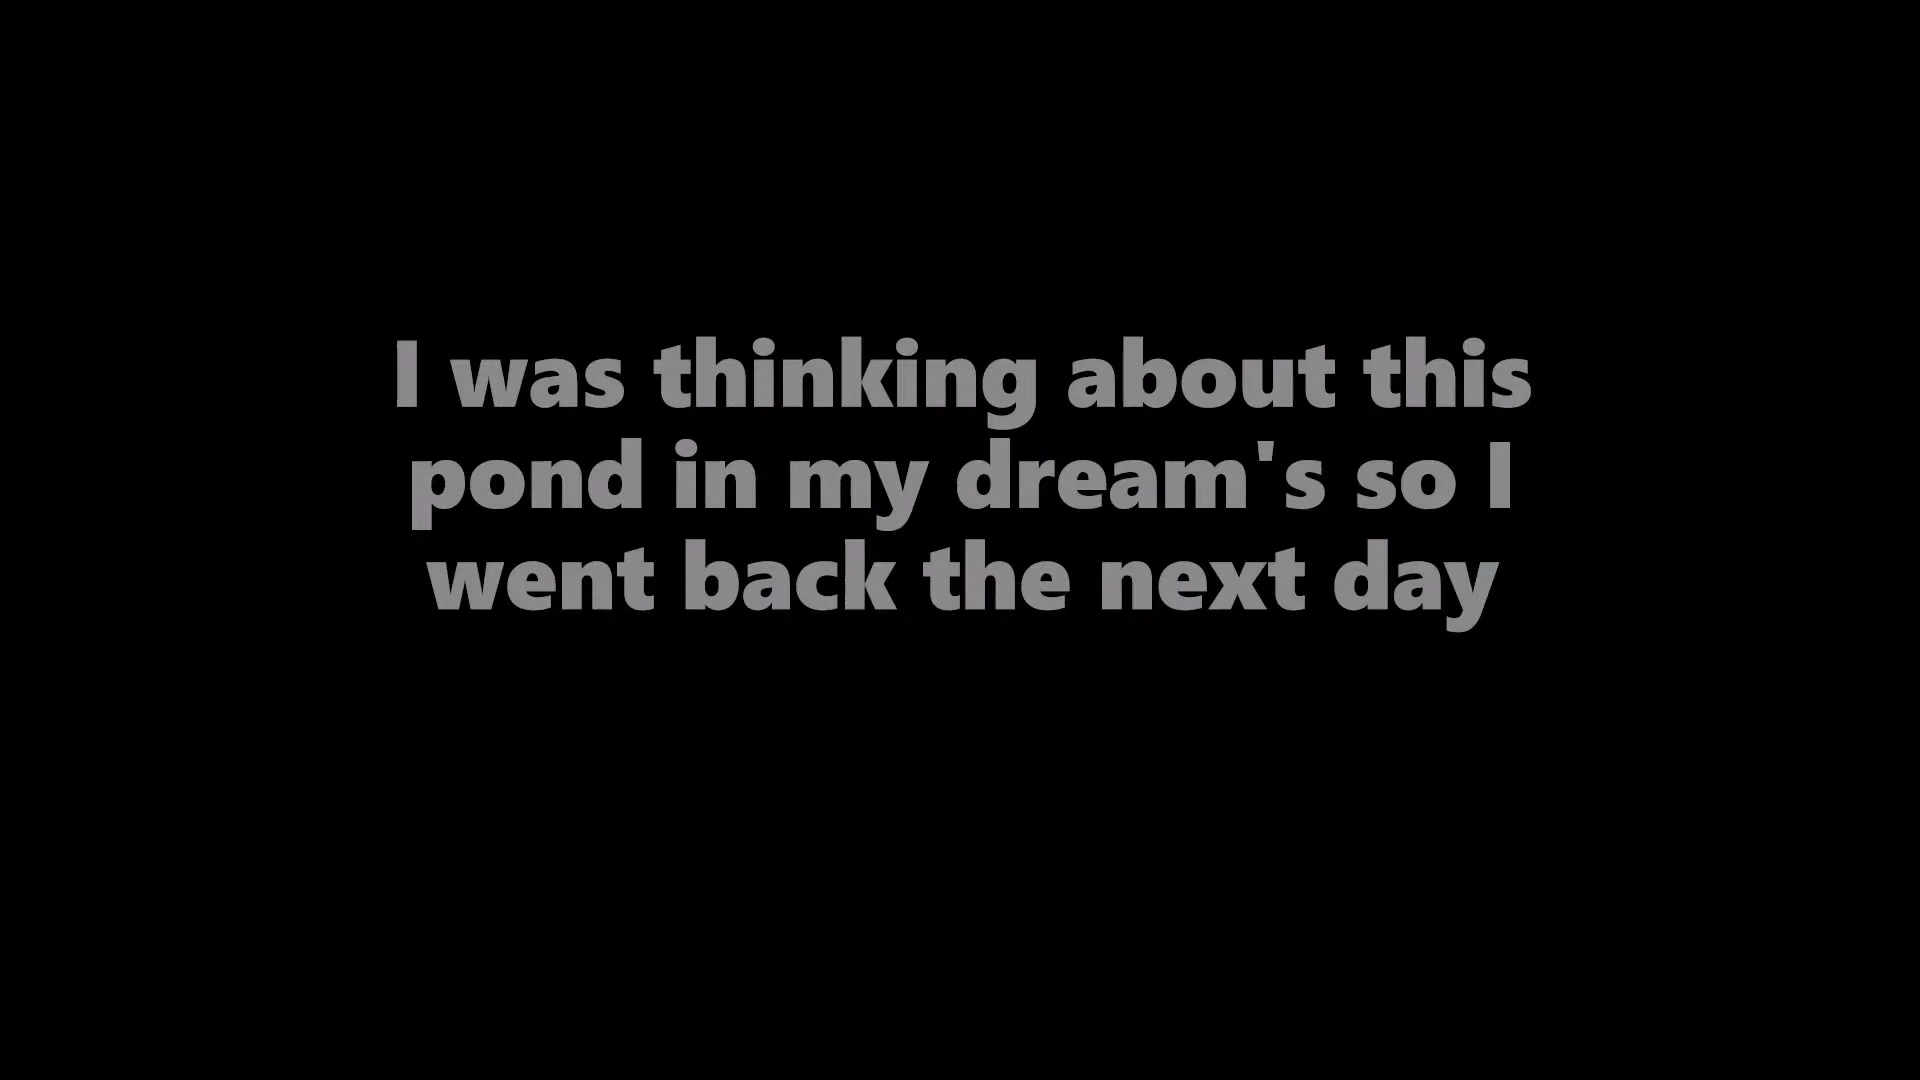 I was thinking about this
pond in my dream's so I
went back the next day